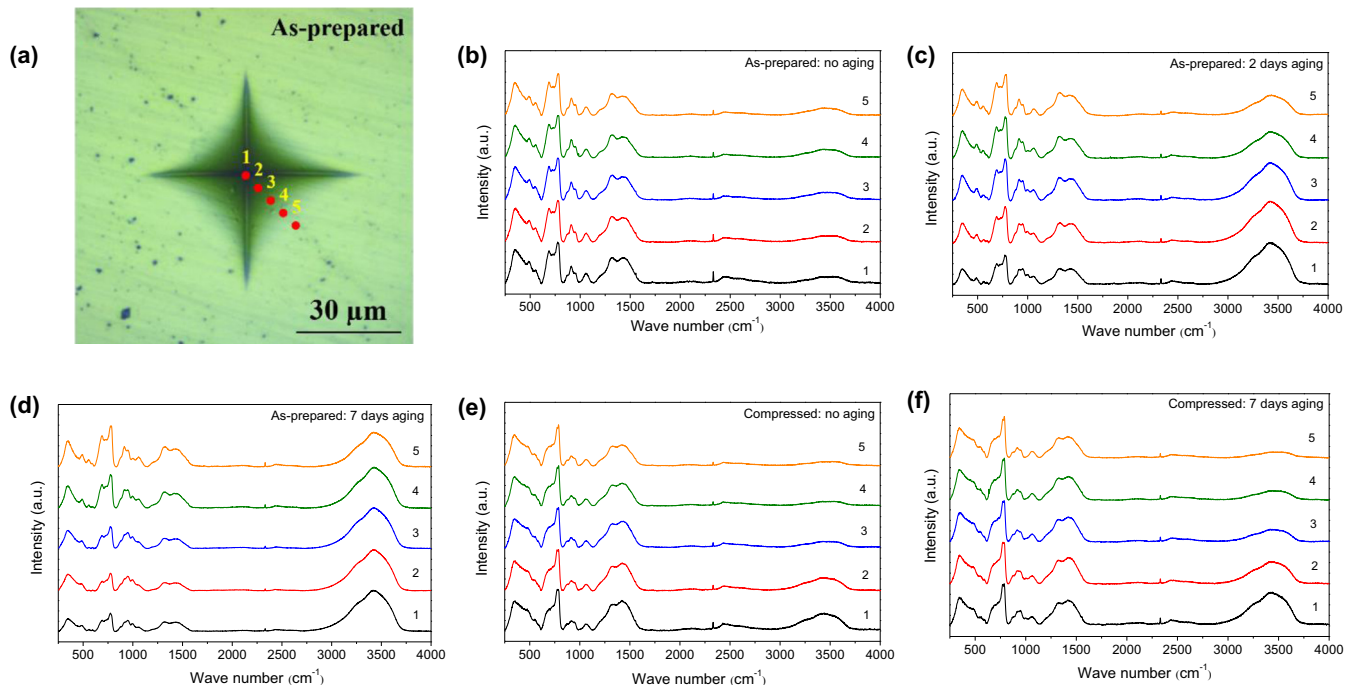 (a)
As-prepared
1
2
3
4
5
30 μm
(b)
As-prepared: no aging
5
4
3
2
1
Intensity (a.u.)
500 1000 1500 2000 2500 3000 3500 4000
Wave number (cm⁻¹)
(c)
As-prepared: 2 days aging
5
4
3
2
1
Intensity (a.u.)
500 1000 1500 2000 2500 3000 3500 4000
Wave number (cm⁻¹)
(d)
As-prepared: 7 days aging
5
4
3
2
1
Intensity (a.u.)
500 1000 1500 2000 2500 3000 3500 4000
Wave number (cm⁻¹)
(e)
Compressed: no aging
5
4
3
2
1
Intensity (a.u.)
500 1000 1500 2000 2500 3000 3500 4000
Wave number (cm⁻¹)
(f)
Compressed: 7 days aging
5
4
3
2
1
Intensity (a.u.)
500 1000 1500 2000 2500 3000 3500 4000
Wave number (cm⁻¹)